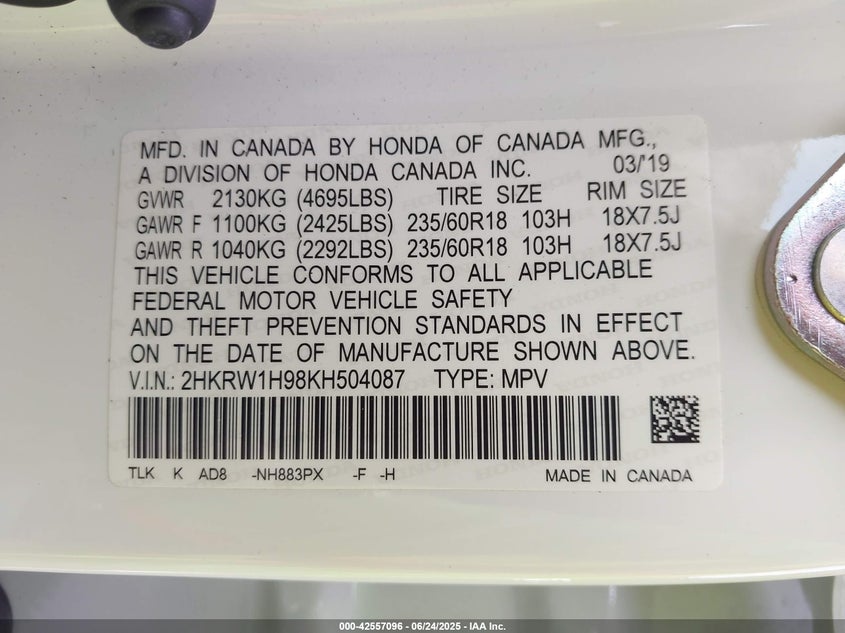 MFD. IN CANADA BY HONDA OF CANADA MFG.,
A DIVISION OF HONDA CANADA INC. 03/'19
GVWR 2130KG (4695LBS) TIRE SIZE RIM SIZE
GAWR F 1100KG (2425LBS) 235/60R18 103H 18X7.5J
GAWR R 1040KG (2292LBS) 235/60R18 103H 18X7.5J
THIS VEHICLE CONFORMS TO ALL APPLICABLE
FEDERAL MOTOR VEHICLE SAFETY
AND THEFT PREVENTION STANDARDS IN EFFECT
ON THE DATE OF MANUFACTURE SHOWN ABOVE.
V.I.N.: 2HKRW1H98KH504087 TYPE: MPV
TLK K AD8 -NH883PX -F -H MADE IN CANADA
000-42557096 - 06/24/2025 - IAA Inc.